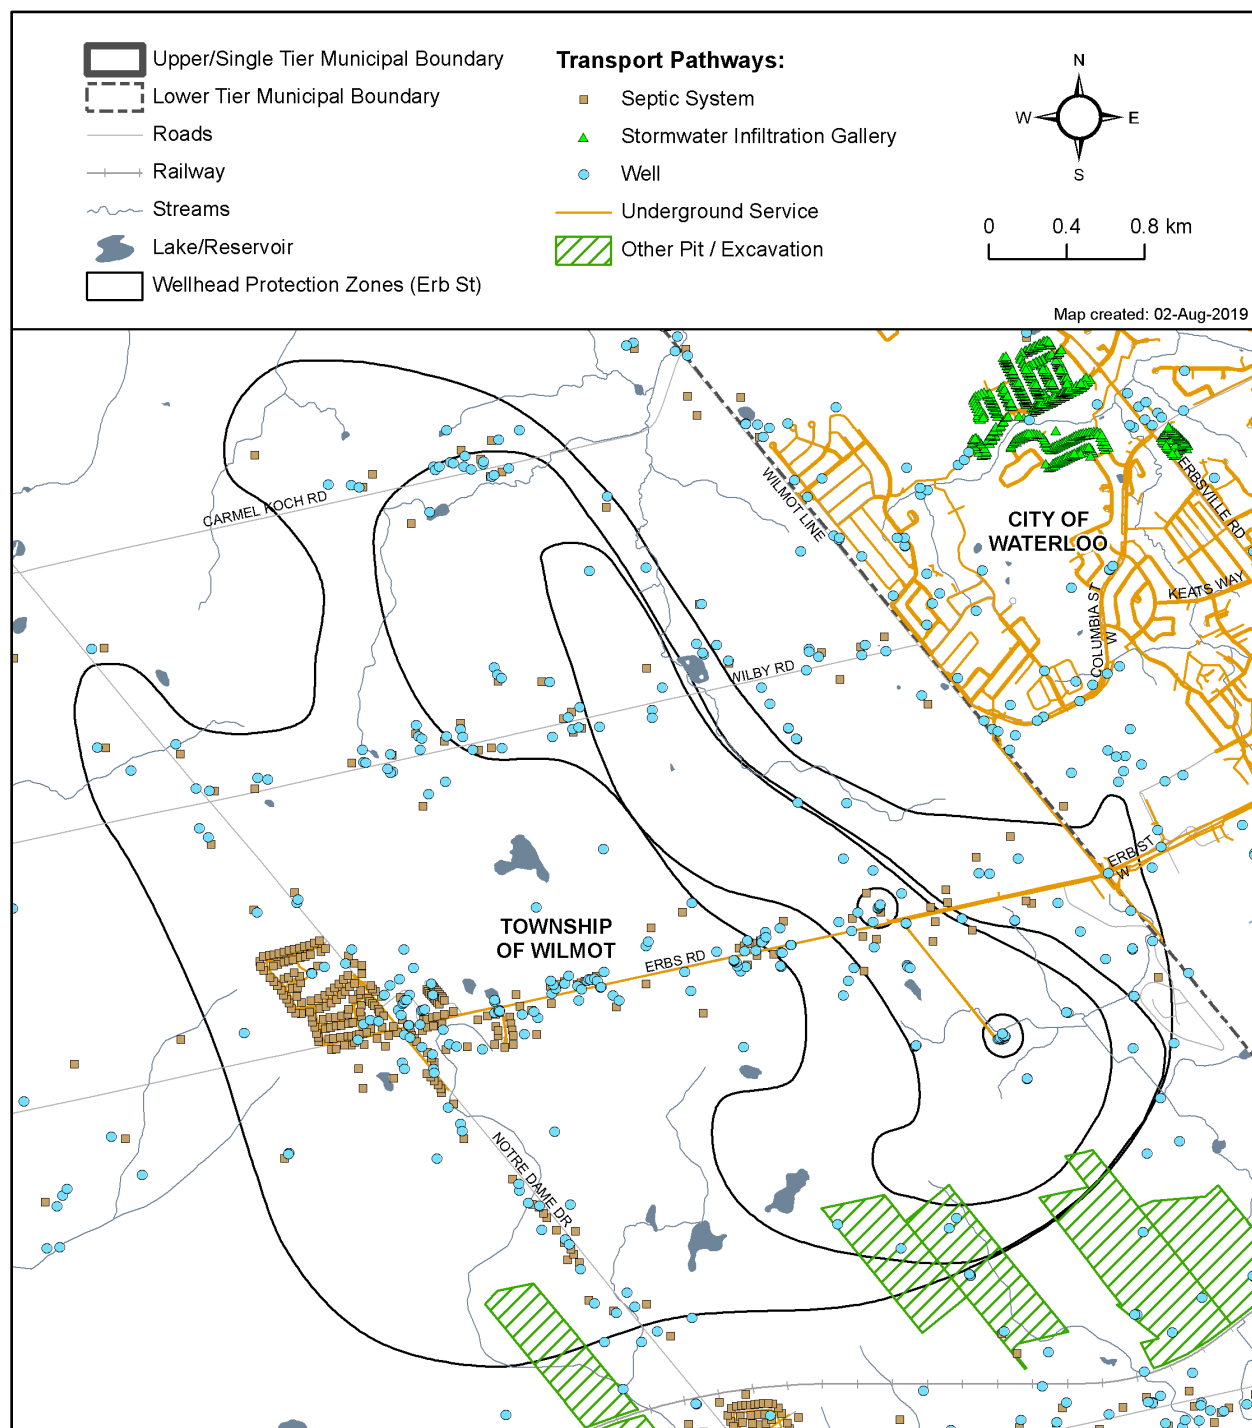 Upper/Single Tier Municipal Boundary
Lower Tier Municipal Boundary
Roads
Railway
Streams
Lake/Reservoir
Wellhead Protection Zones (Erb St)
Transport Pathways:
Septic System
Stormwater Infiltration Gallery
Well
Underground Service
Other Pit / Excavation
N
W
E
S
0
0.4
0.8 km
Map created: 02-Aug-2019
CARMEL KOCH RD
WILMOT LINE
ERBSVILLE RD
CITY OF
WATERLOO
KEATS WAY
COLUMBIA ST
W
WILBY RD
ERB ST
W
TOWNSHIP
OF WILMOT
ERBS RD
NOTRE DAME DR